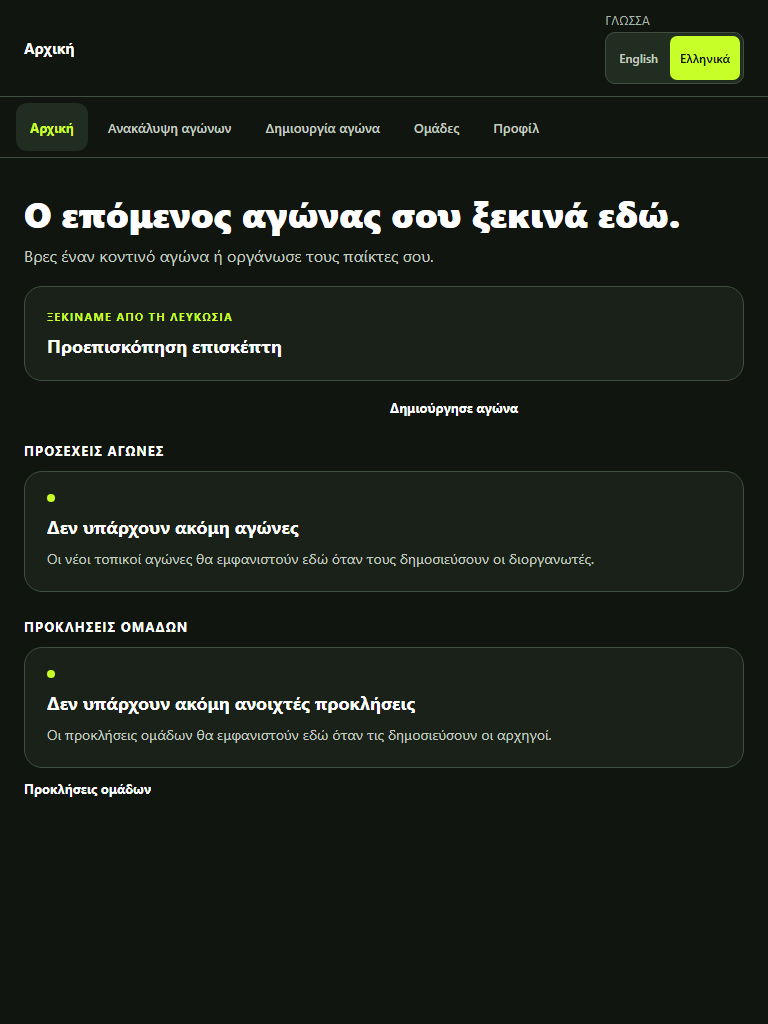 ΓΛΩΣΣΑ
Αρχική
English
Ελληνικά
Αρχική
Ανακάλυψη αγώνων
Δημιουργία αγώνα
Ομάδες
Προφίλ
Ο επόμενος αγώνας σου ξεκινά εδώ.
Βρες έναν κοντινό αγώνα ή οργάνωσε τους παίκτες σου.
ΞΕΚΙΝΑΜΕ ΑΠΟ ΤΗ ΛΕΥΚΩΣΙΑ
Προεπισκόπηση επισκέπτη
Δημιούργησε αγώνα
ΠΡΟΣΕΧΕΙΣ ΑΓΩΝΕΣ
Δεν υπάρχουν ακόμη αγώνες
Οι νέοι τοπικοί αγώνες θα εμφανιστούν εδώ όταν τους δημοσιεύσουν οι διοργανωτές.
ΠΡΟΚΛΗΣΕΙΣ ΟΜΑΔΩΝ
Δεν υπάρχουν ακόμη ανοιχτές προκλήσεις
Οι προκλήσεις ομάδων θα εμφανιστούν εδώ όταν τις δημοσιεύσουν οι αρχηγοί.
Προκλήσεις ομάδων